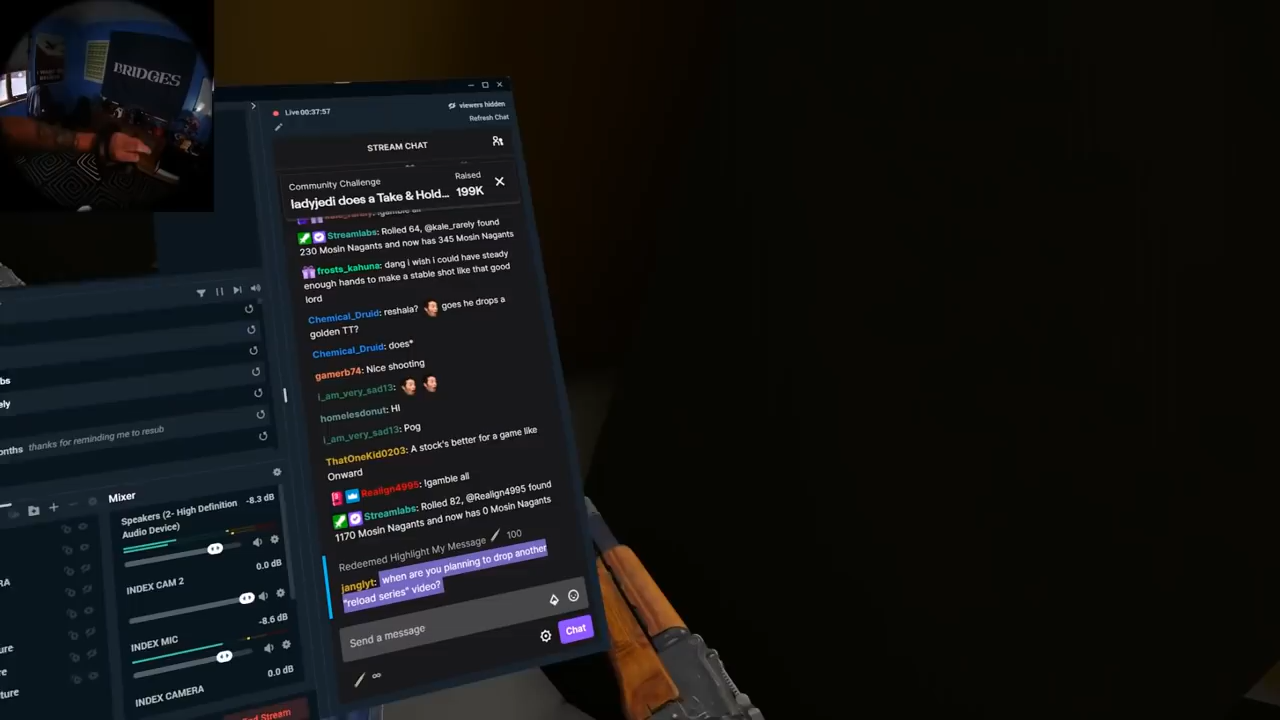 BRIDGES
Live 00:37:57
viewers hidden
Refresh Chat
STREAM CHAT
Community Challenge
Raised
ladyjedi does a Take & Hold...
199K
Streamlabs: Rolled 64, @kale_rarely found
230 Mosin Nagants and now has 345 Mosin Nagants
frosts_kahuna: dang i wish i could have steady
enough hands to make a stable shot like that good
lord
Chemical_Druid: reshala? goes he drops a
golden TT?
Chemical_Druid: does*
gamerb74: Nice shooting
i_am_very_sad13:
homelesdonut: HI
i_am_very_sad13: Pog
ThatOneKid0203: A stock's better for a game like
Onward
Realign4995: !gamble all
Streamlabs: Rolled 82, @Realign4995 found
1170 Mosin Nagants and now has 0 Mosin Nagants
Redeemed Highlight My Message 100
janglyt: when are you planning to drop another
"reload series" video?
Send a message
Chat
∞
bs
ely
onths thanks for reminding me to resub
Mixer
Speakers (2- High Definition
Audio Device)
-8.3 dB
INDEX CAM 2
0.0 dB
INDEX MIC
-8.6 dB
INDEX CAMERA
0.0 dB
End Stream